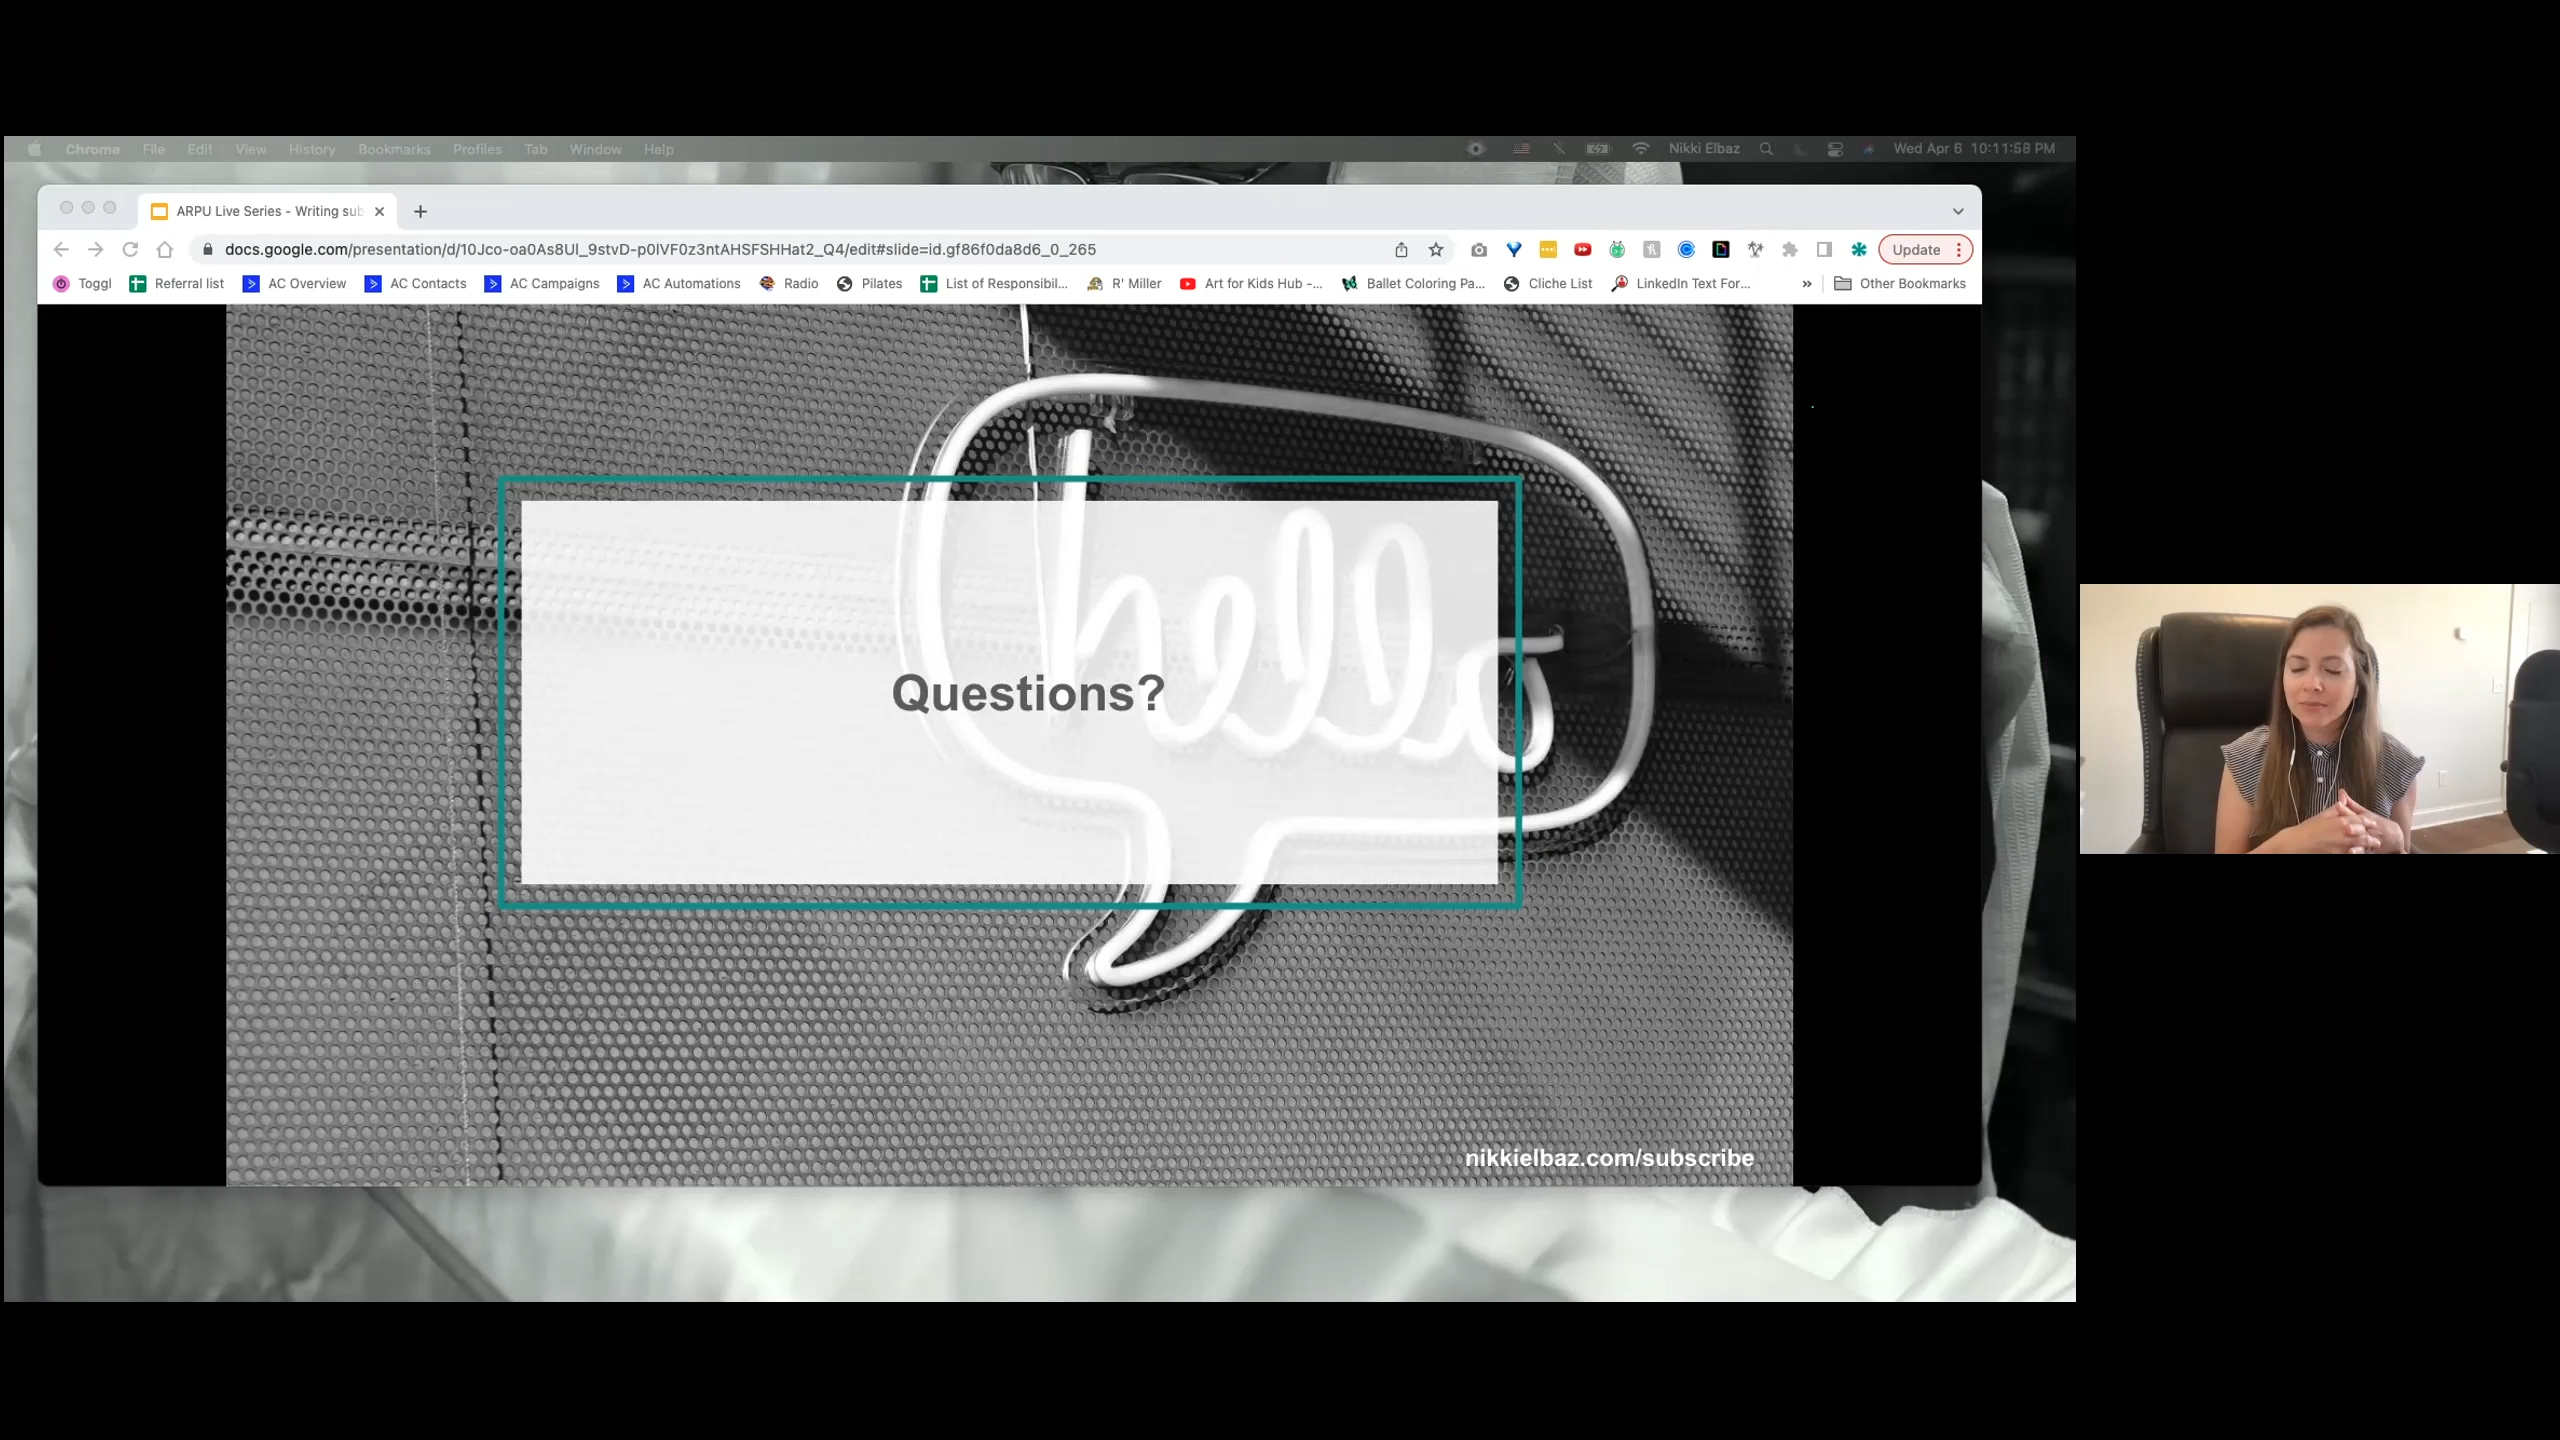 Chrome File Edit View History Bookmarks Profiles Tab Window Help Nikki Elbaz Wed Apr 6 10:11:58 PM
ARPU Live Series - Writing sub
docs.google.com/presentation/d/10Jco-oa0As8Ul_9stvD-p0lVF0z3ntAHSFSHHat2_Q4/edit#slide=id.gf86f0da8d6_0_265 Update
Toggl Referral list AC Overview AC Contacts AC Campaigns AC Automations Radio Pilates List of Responsibil... R' Miller Art for Kids Hub -... Ballet Coloring Pa... Cliche List LinkedIn Text For... » Other Bookmarks
hello
Questions?
nikkielbaz.com/subscribe